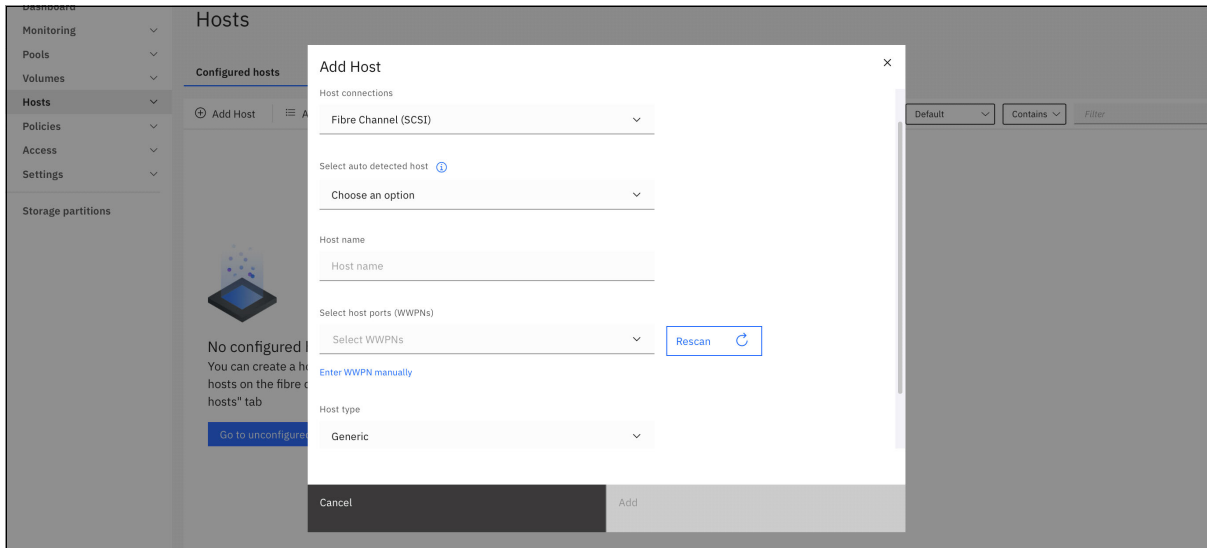 Dashboard
Monitoring
Pools
Volumes
Hosts
Policies
Access
Settings
Storage partitions
Hosts
Configured hosts
Add Host
A
Default
Contains
Filter
No configured
You can create a
hosts on the fibre
hosts" tab
Go to unconfigured
Add Host
Host connections
Fibre Channel (SCSI)
Select auto detected host
Choose an option
Host name
Host name
Select host ports (WWPNs)
Select WWPNs
Rescan
Enter WWPN manually
Host type
Generic
Cancel
Add